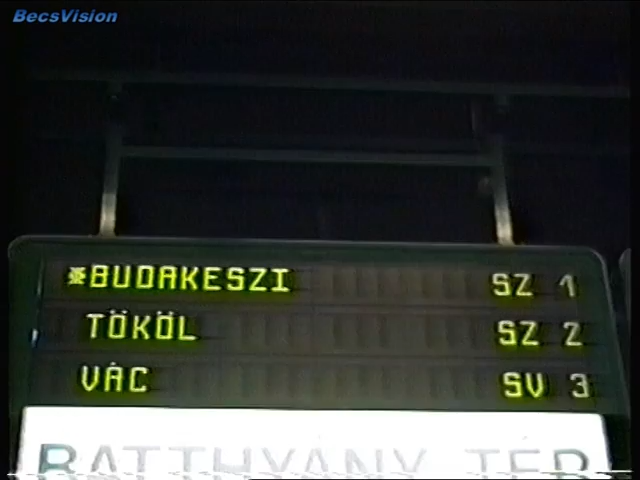 BecsVision
*BUDAKESZI SZ 1
TÖKÖL SZ 2
VÁC SV 3
BATTHYÁNY TÉR